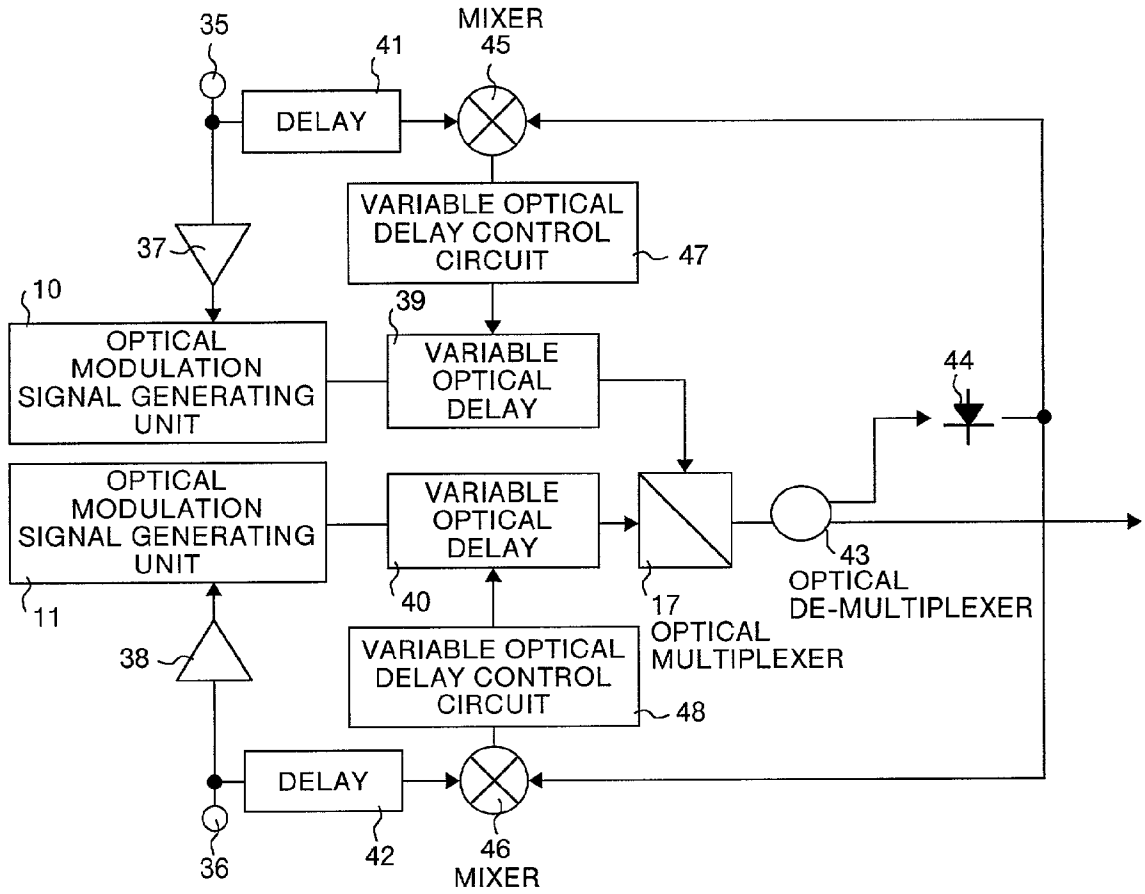 35
41
MIXER
45
DELAY
VARIABLE OPTICAL
DELAY CONTROL
CIRCUIT
47
37
10
OPTICAL
MODULATION
SIGNAL GENERATING
UNIT
39
VARIABLE
OPTICAL
DELAY
44
OPTICAL
MODULATION
SIGNAL GENERATING
UNIT
11
VARIABLE
OPTICAL
DELAY
40
17
OPTICAL
MULTIPLEXER
43
OPTICAL
DE-MULTIPLEXER
38
VARIABLE OPTICAL
DELAY CONTROL
CIRCUIT
48
DELAY
42
36
46
MIXER